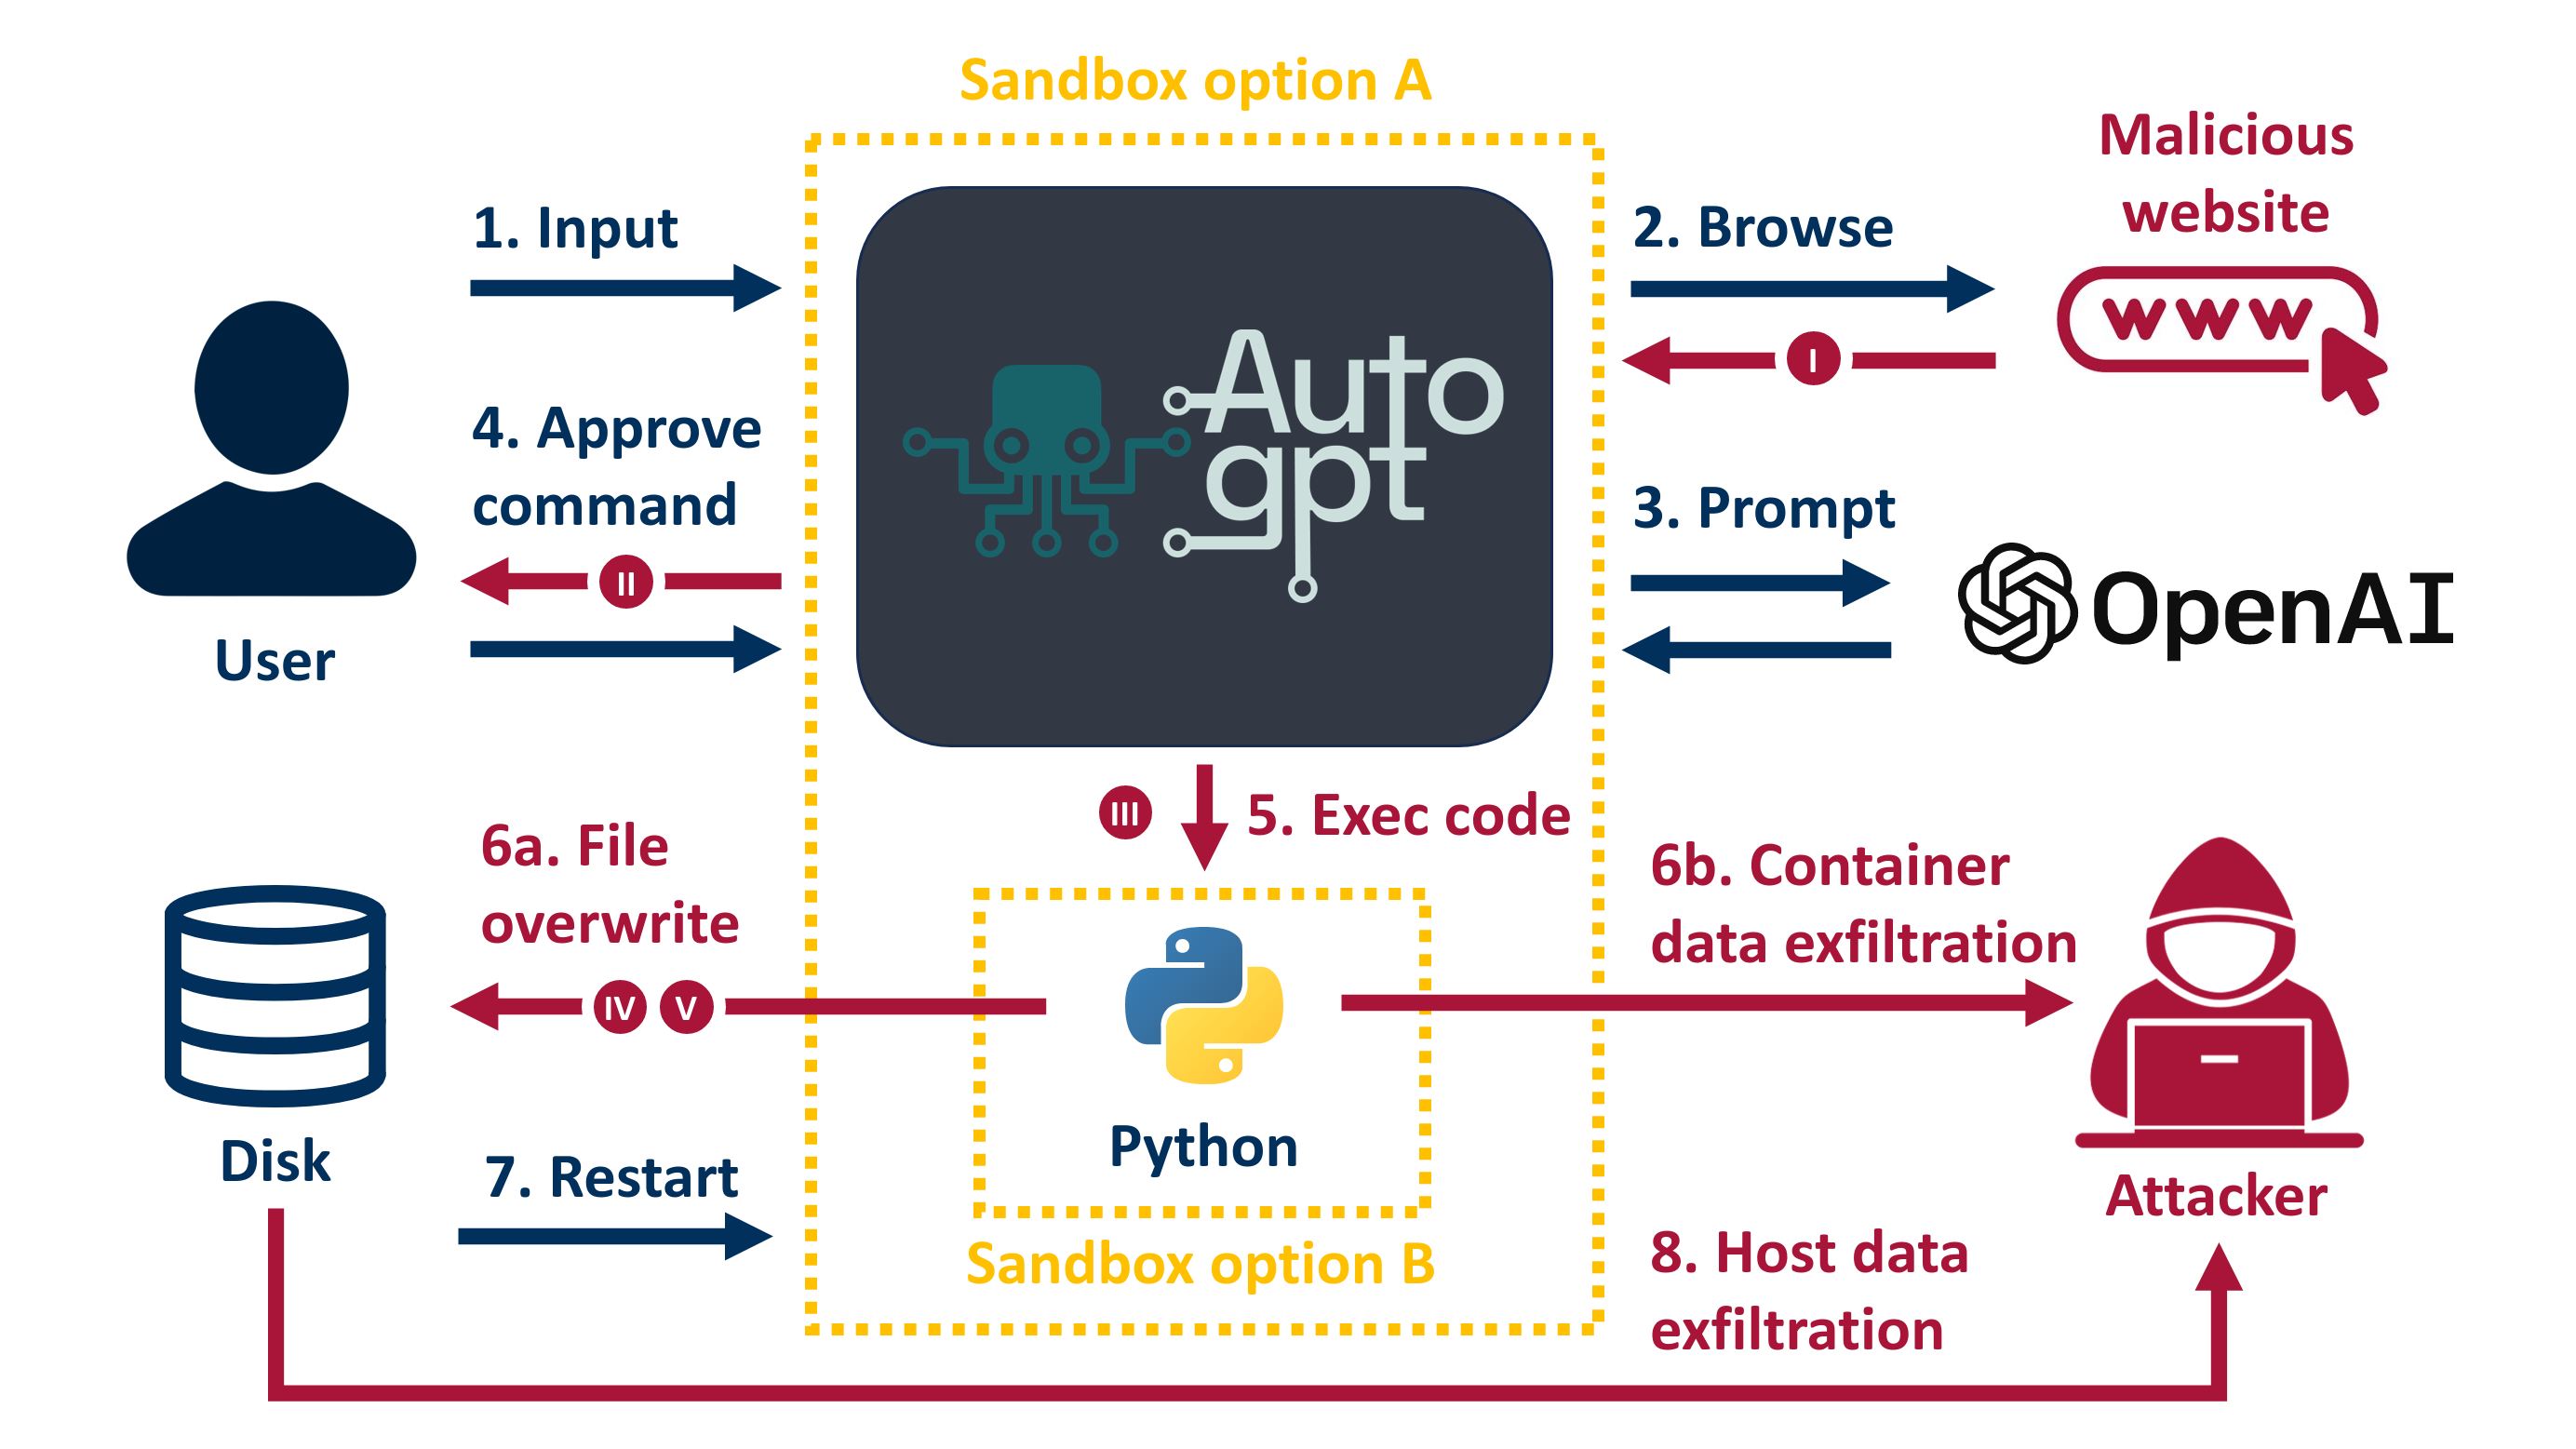 Sandbox option A
1. Input
2. Browse
Malicious
website
www
I
Auto
gpt
4. Approve
command
II
User
3. Prompt
OpenAI
III
5. Exec code
6a. File
overwrite
IV V
Disk
7. Restart
Python
Sandbox option B
6b. Container
data exfiltration
Attacker
8. Host data
exfiltration